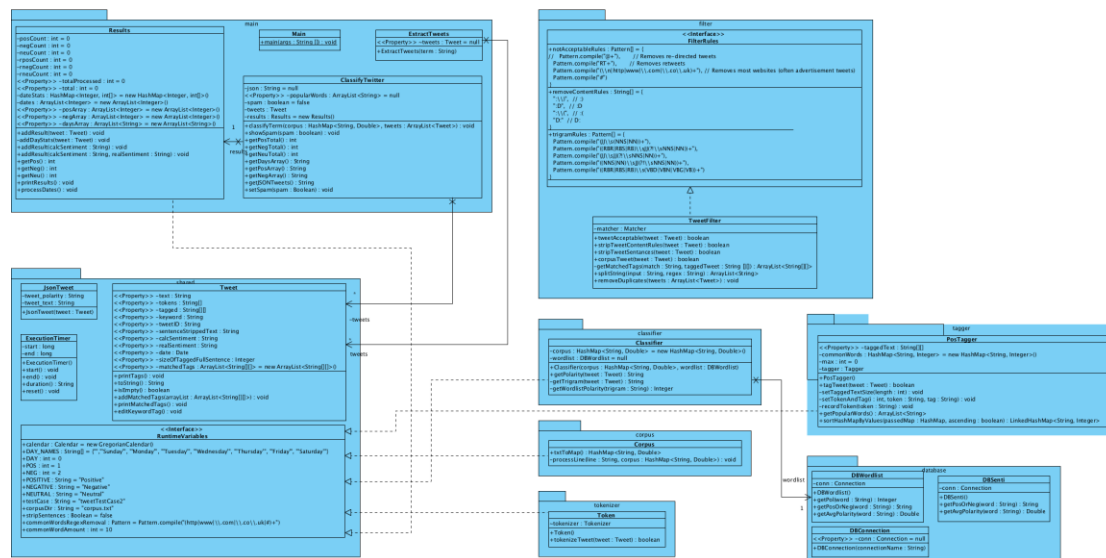 main
Results
-posCount : int = 0
-negCount : int = 0
-neuCount : int = 0
-rposCount : int = 0
-rnegCount : int = 0
-rneuCount : int = 0
<<Property>> -totalProcessed : int = 0
<<Property>> -total : int = 0
-dateStats : HashMap<Integer, int[]> = new HashMap<Integer, int[]>()
-dates : ArrayList<Integer> = new ArrayList<Integer>()
<<Property>> -posArray : ArrayList<Integer> = new ArrayList<Integer>()
<<Property>> -negArray : ArrayList<Integer> = new ArrayList<Integer>()
<<Property>> -daysArray : ArrayList<String> = new ArrayList<String>()
+addResult(tweet : Tweet) : void
+addDayStats(tweet : Tweet) : void
+addResult(calcSentiment : String) : void
+addResult(calcSentiment : String, realSentiment : String) : void
+getPos() : int
+getNeg() : int
+getNeu() : int
+printResults() : void
+processDates() : void
Main
+main(args : String []) : void
ExtractTweets
<<Property>> -tweets : Tweet = null
+ExtractTweets(term : String)
ClassifyTwitter
-json : String = null
<<Property>> -popularWords : ArrayList<String> = null
-spam : boolean = false
-tweets : Tweet
-results : Results = new Results()
+classifyTerm(corpus : HashMap<String, Double>, tweets : ArrayList<Tweet>) : void
+showSpam(spam : boolean) : void
+getPosTotal() : int
+getNegTotal() : int
+getNeuTotal() : int
+getDaysArray() : String
+getPosArray() : String
+getNegArray() : String
+getJSONTweets() : String
+setSpam(spam : Boolean) : void
1
results
filter
<<Interface>>
FilterRules
+notAcceptableRules : Pattern[] = {
// Pattern.compile("@+"), // Removes re-directed tweets
Pattern.compile("RT+"), // Removes retweets
// Removes most websites (often advertisement tweets)
Pattern.compile("#")
}
+removeContentRules : String[] = {
":D", // :D
"D:" // D:
}
+trigramRules : Pattern[] = {
}
TweetFilter
-matcher : Matcher
+tweetAcceptable(tweet : Tweet) : boolean
+stripTweetContentRules(tweet : Tweet) : boolean
+stripTweetSentances(tweet : Tweet) : boolean
+corpusTweet(tweet : Tweet) : boolean
-getMatchedTags(match : String, taggedTweet : String [][]) : ArrayList<String[][]>
+splitString(input : String, regex : String) : ArrayList<String>
+removeDuplicates(tweets : ArrayList<Tweet>) : void
shared
JsonTweet
-tweet_polarity : String
-tweet_text : String
+JsonTweet(tweet : Tweet)
ExecutionTimer
-start : long
-end : long
+ExecutionTimer()
+start() : void
+end() : void
+duration() : String
+reset() : void
Tweet
<<Property>> -text : String
<<Property>> -tokens : String[]
<<Property>> -tagged : String[][]
<<Property>> -keyword : String
<<Property>> -tweetID : String
<<Property>> -sentenceStrippedText : String
<<Property>> -calcSentiment : String
<<Property>> -realSentiment : String
<<Property>> -date : Date
<<Property>> -sizeOfTaggedFullSentence : Integer
<<Property>> -matchedTags : ArrayList<String[][]> = new ArrayList<String[][]>()
+printTags() : void
+toString() : String
+isEmpty() : boolean
+addMatchedTags(arrayList : ArrayList<String[][]>) : void
+printMatchedTags() : void
+editKeywordTag() : void
-tweets
tweets
<<Interface>>
RuntimeVariables
+calendar : Calendar = new GregorianCalendar()
+DAY_NAMES : String[] = {"","Sunday", "Monday", "Tuesday", "Wednesday", "Thursday", "Friday", "Saturday"}
+DAY : int = 0
+POS : int = 1
+NEG : int = 2
+POSITIVE : String = "Positive"
+NEGATIVE : String = "Negative"
+NEUTRAL : String = "Neutral"
+testCase : String = "tweetTestCase2"
+corpusDir : String = "corpus.txt"
+stripSentences : Boolean = false
+commonWordAmount : int = 10
classifier
Classifier
-corpus : HashMap<String, Double> = new HashMap<String, Double>()
-wordlist : DBWordlist = null
+Classifier(corpus : HashMap<String, Double>, wordlist : DBWordlist)
+getPolarity(tweet : Tweet) : String
+getTrigram(tweet : Tweet) : String
-getWordlistPolarity(trigram : String) : Integer
corpus
Corpus
+txtToMap() : HashMap<String, Double>
-processLine(line : String, corpus : HashMap<String, Double>) : void
tokenizer
Token
-tokenizer : Tokenizer
+Token()
+tokenizeTweet(tweet : Tweet) : boolean
tagger
PosTagger
<<Property>> -taggedText : String[][]
-commonWords : HashMap<String, Integer> = new HashMap<String, Integer>()
-max : int = 0
-tagger : Tagger
+PosTagger()
+tagTweet(tweet : Tweet) : boolean
-setTaggedTextSize(length : int) : void
-setTokenAndTag(i : int, token : String, tag : String) : void
-recordToken(token : String) : void
+getPopularWords() : ArrayList<String>
+sortHashMapByValues(passedMap : HashMap, ascending : boolean) : LinkedHashMap<String, Integer>
wordlist
1
database
DBWordlist
-conn : Connection
+DBWordlist()
+getPol(word : String) : Integer
+getPosOrNeg(word : String) : String
+getAvgPolarity(word : String) : Double
DBSenti
-conn : Connection
+DBSenti()
+getPosOrNeg(word : String) : String
+getAvgPolarity(word : String) : Double
DBConnection
<<Property>> -conn : Connection = null
+DBConnection(connectionName : String)